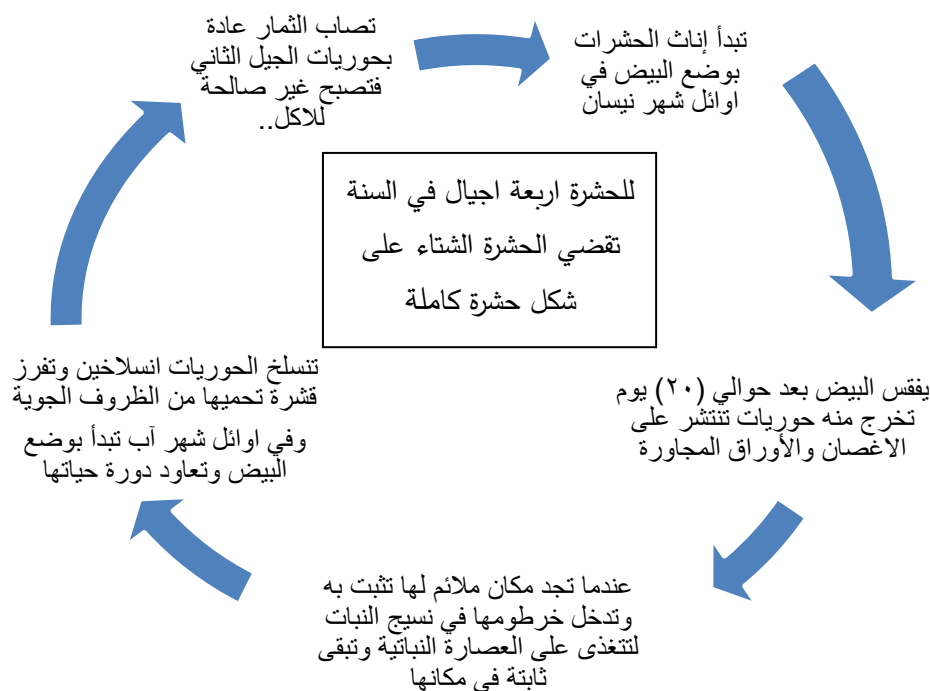 تبدأ إناث الحشرات
بوضع البيض في
اوائل شهر نيسان
يفقس البيض بعد حوالي (٢٠) يوم
تخرج منه حوريات تنتشر على
الاغصان والأوراق المجاورة
عندما تجد مكان ملائم لها تثبت به
وتدخل خرطومها في نسيج النبات
لتتغذى على العصارة النباتية وتبقى
ثابتة في مكانها
تنسلخ الحوريات انسلاخين وتفرز
قشرة تحميها من الظروف الجوية
وفي اوائل شهر آب تبدأ بوضع
البيض وتعاود دورة حياتها
تصاب الثمار عادة
بحوريات الجيل الثاني
فتصبح غير صالحة
للاكل..
للحشرة اربعة اجيال في السنة
تقضي الحشرة الشتاء على
شكل حشرة كاملة